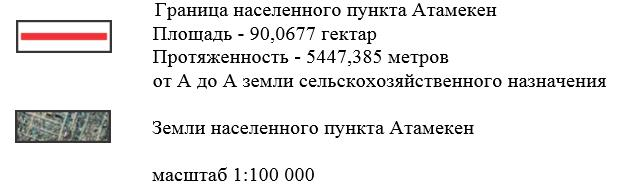 Граница населенного пункта Атамекен
Площадь - 90,0677 гектар
Протяженность - 5447,385 метров
от А до А земли сельскохозяйственного назначения
Земли населенного пункта Атамекен
масштаб 1:100 000